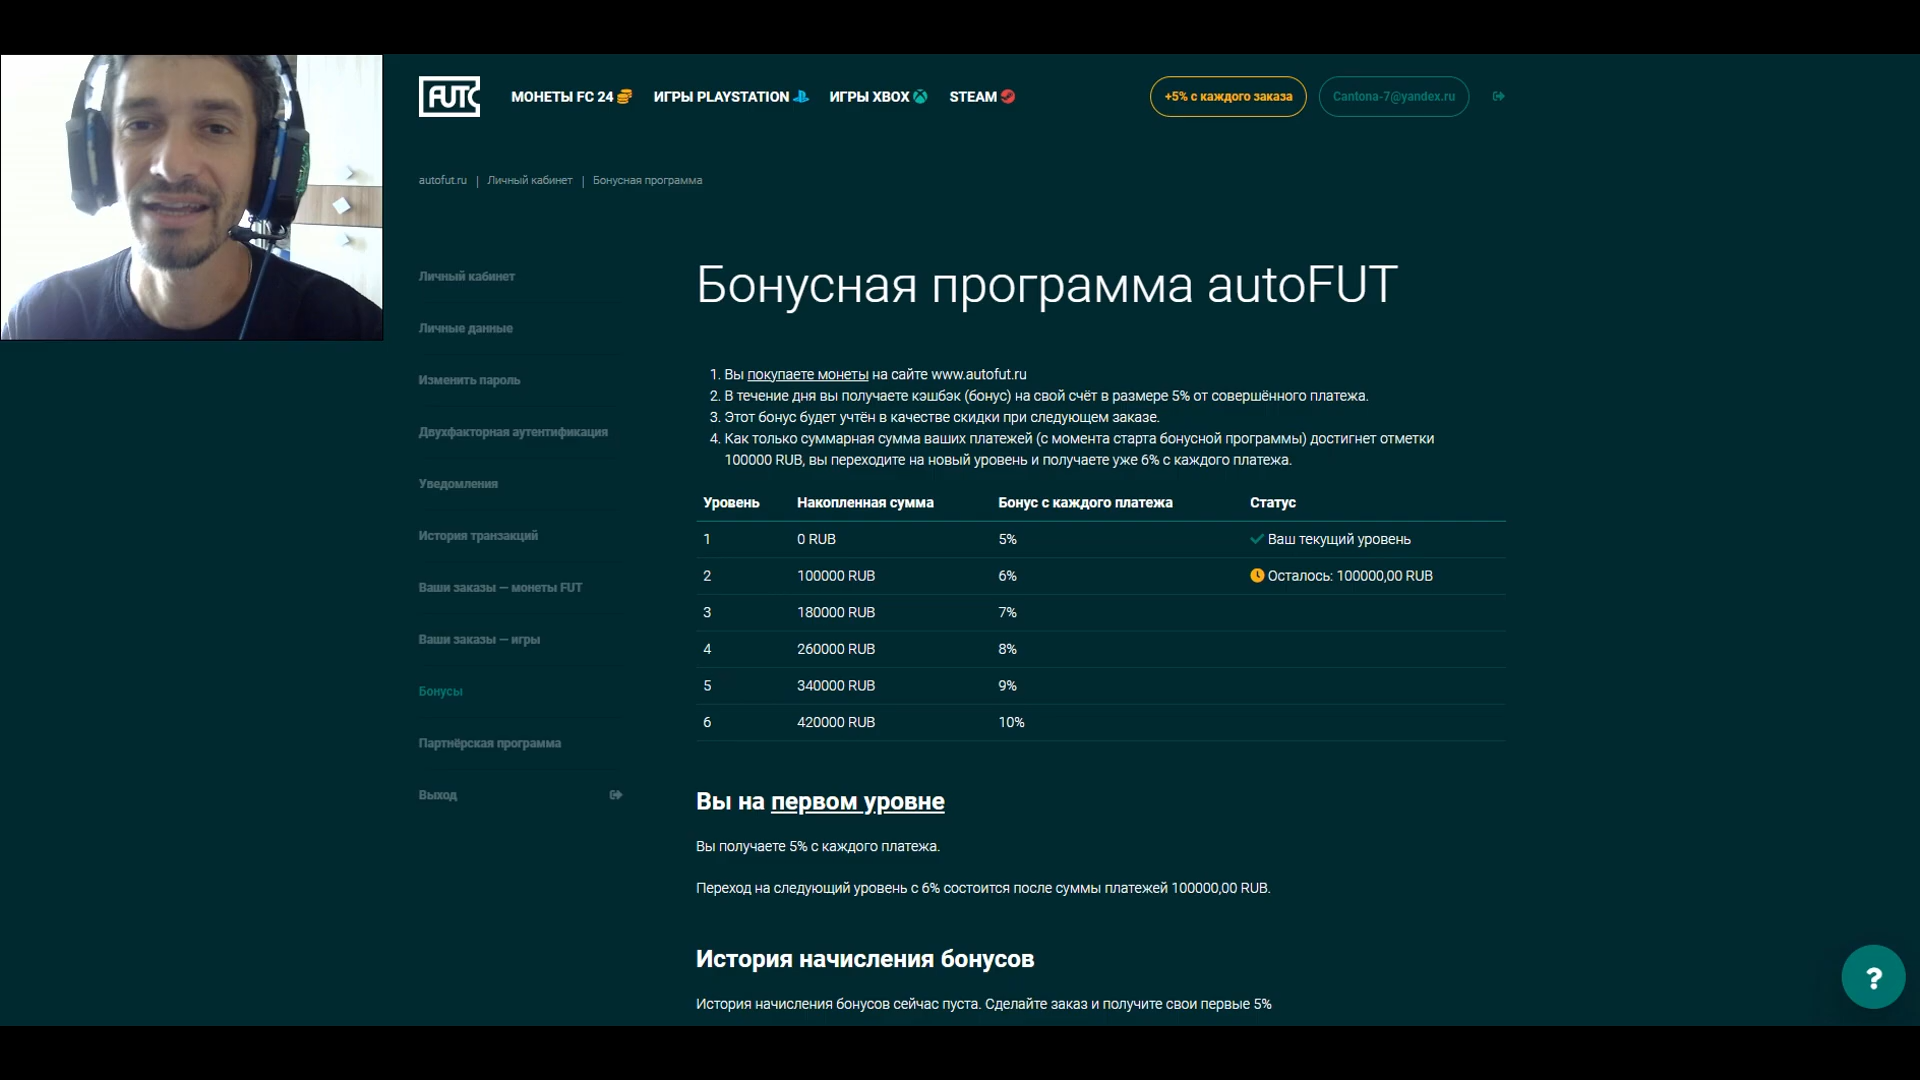 FUT
МОНЕТЫ FC 24
ИГРЫ PLAYSTATION
ИГРЫ XBOX
STEAM
+5% с каждого заказа
Cantona-7@yandex.ru
autofut.ru | Личный кабинет | Бонусная программа
Личный кабинет
Личные данные
Изменить пароль
Двухфакторная аутентификация
Уведомления
История транзакций
Ваши заказы — монеты FUT
Ваши заказы — игры
Бонусы
Партнёрская программа
Выход
Бонусная программа autoFUT
1. Вы покупаете монеты на сайте www.autofut.ru
2. В течение дня вы получаете кэшбэк (бонус) на свой счёт в размере 5% от совершённого платежа.
3. Этот бонус будет учтён в качестве скидки при следующем заказе.
4. Как только суммарная сумма ваших платежей (с момента старта бонусной программы) достигнет отметки
100000 RUB, вы переходите на новый уровень и получаете уже 6% с каждого платежа.
Уровень Накопленная сумма Бонус с каждого платежа Статус
1 0 RUB 5% Ваш текущий уровень
2 100000 RUB 6% Осталось: 100000,00 RUB
3 180000 RUB 7%
4 260000 RUB 8%
5 340000 RUB 9%
6 420000 RUB 10%
Вы на первом уровне
Вы получаете 5% с каждого платежа.
Переход на следующий уровень с 6% состоится после суммы платежей 100000,00 RUB.
История начисления бонусов
История начисления бонусов сейчас пуста. Сделайте заказ и получите свои первые 5%
?